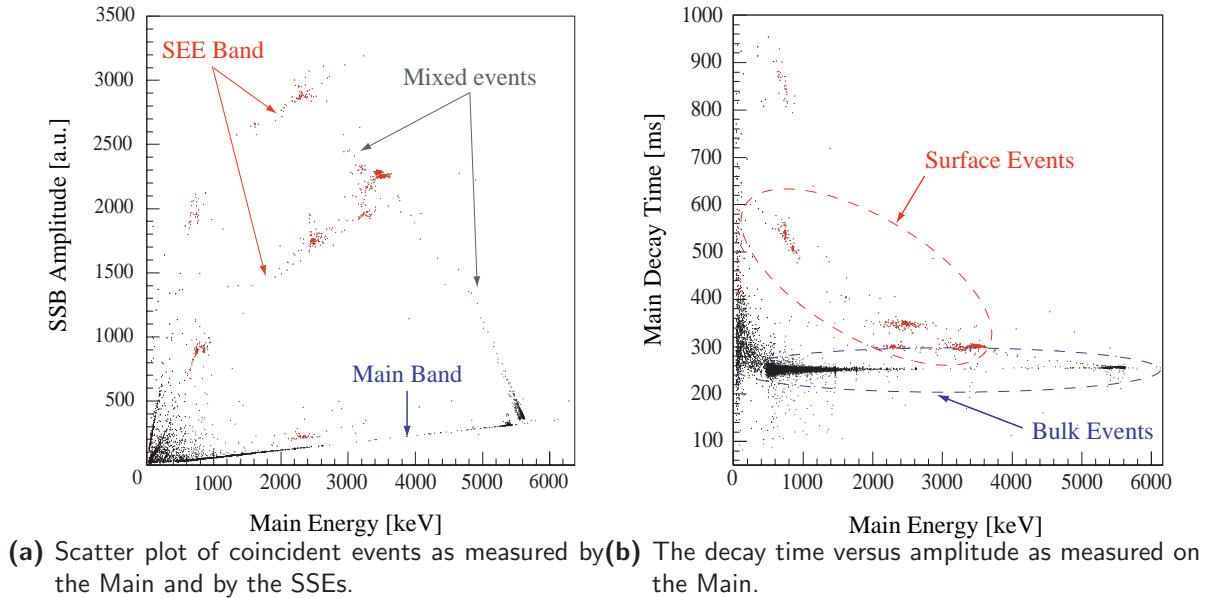 3500
3000
2500
2000
1500
1000
500
SSB Amplitude [a.u.]
SEE Band
Mixed events
Main Band
0 1000 2000 3000 4000 5000 6000
Main Energy [keV]
1000
900
800
700
600
500
400
300
200
100
Main Decay Time [ms]
Surface Events
Bulk Events
0 1000 2000 3000 4000 5000 6000
Main Energy [keV]
(a) Scatter plot of coincident events as measured by
the Main and by the SSEs.
(b) The decay time versus amplitude as measured on
the Main.